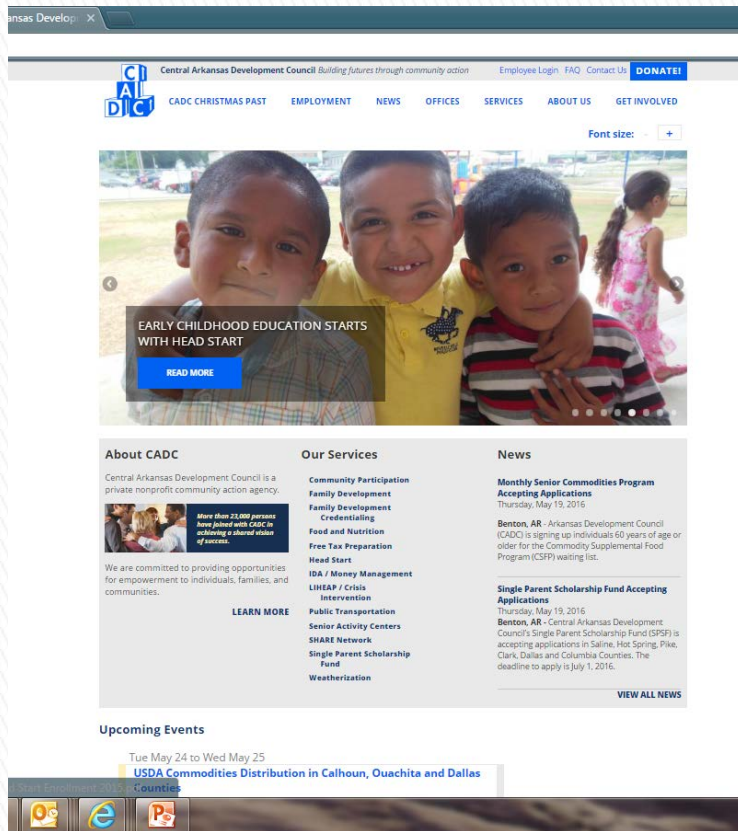 ansas Develop
Central Arkansas Development Council Building futures through community action
Employee Login FAQ Contact Us DONATE!
C A
A
D C
CADC CHRISTMAS PAST EMPLOYMENT NEWS OFFICES SERVICES ABOUT US GET INVOLVED
Font size: - +
EARLY CHILDHOOD EDUCATION STARTS
WITH HEAD START
READ MORE
About CADC
Central Arkansas Development Council is a
private nonprofit community action agency.
More than 23,000 persons
have joined with CADC in
achieving a shared vision
of success.
We are committed to providing opportunities
for empowerment to individuals, families, and
communities.
LEARN MORE
Our Services
Community Participation
Family Development
Family Development
Credentialing
Food and Nutrition
Free Tax Preparation
Head Start
IDA / Money Management
LIHEAP / Crisis
Intervention
Public Transportation
Senior Activity Centers
SHARE Network
Single Parent Scholarship
Fund
Weatherization
News
Monthly Senior Commodities Program
Accepting Applications
Thursday, May 19, 2016
Benton, AR - Arkansas Development Council
(CADC) is signing up individuals 60 years of age or
older for the Commodity Supplemental Food
Program (CSFP) waiting list.
Single Parent Scholarship Fund Accepting
Applications
Thursday, May 19, 2016
Benton, AR - Central Arkansas Development
Council's Single Parent Scholarship Fund (SPSF) is
accepting applications in Saline, Hot Spring, Pike,
Clark, Dallas and Columbia Counties. The
deadline to apply is July 1, 2016.
VIEW ALL NEWS
Upcoming Events
Tue May 24 to Wed May 25
USDA Commodities Distribution in Calhoun, Ouachita and Dallas
Counties
Start Enrollment 2015